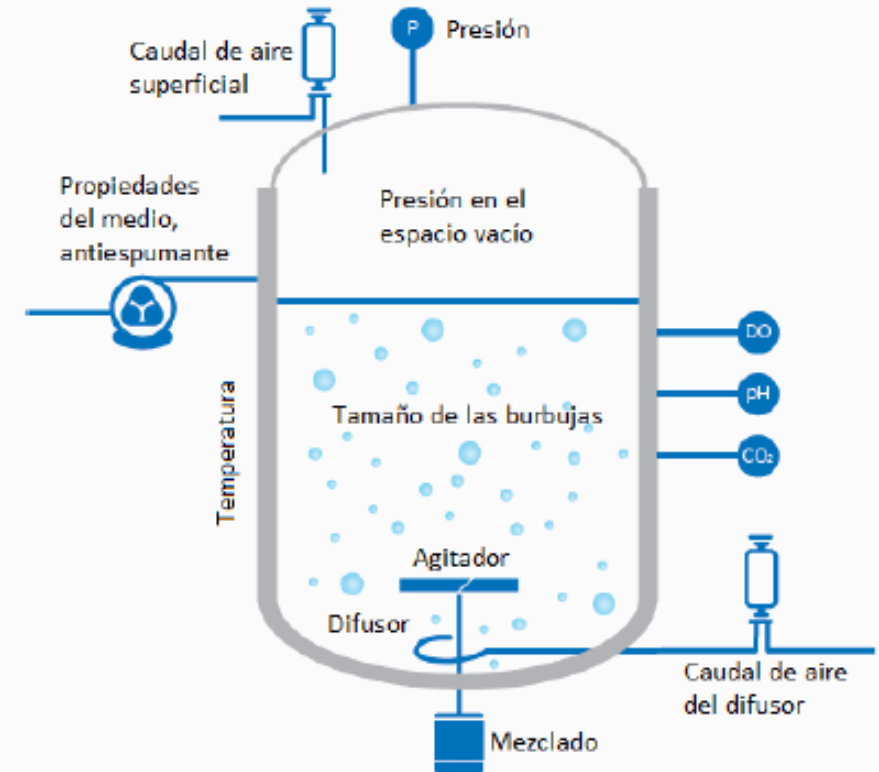 P
Presión
Caudal de aire
superficial
Propiedades
del medio,
antiespumante
Presión en el
espacio vacío
DO
pH
CO₂
Tamaño de las burbujas
Temperatura
Agitador
Difusor
Caudal de aire
del difusor
Mezclado